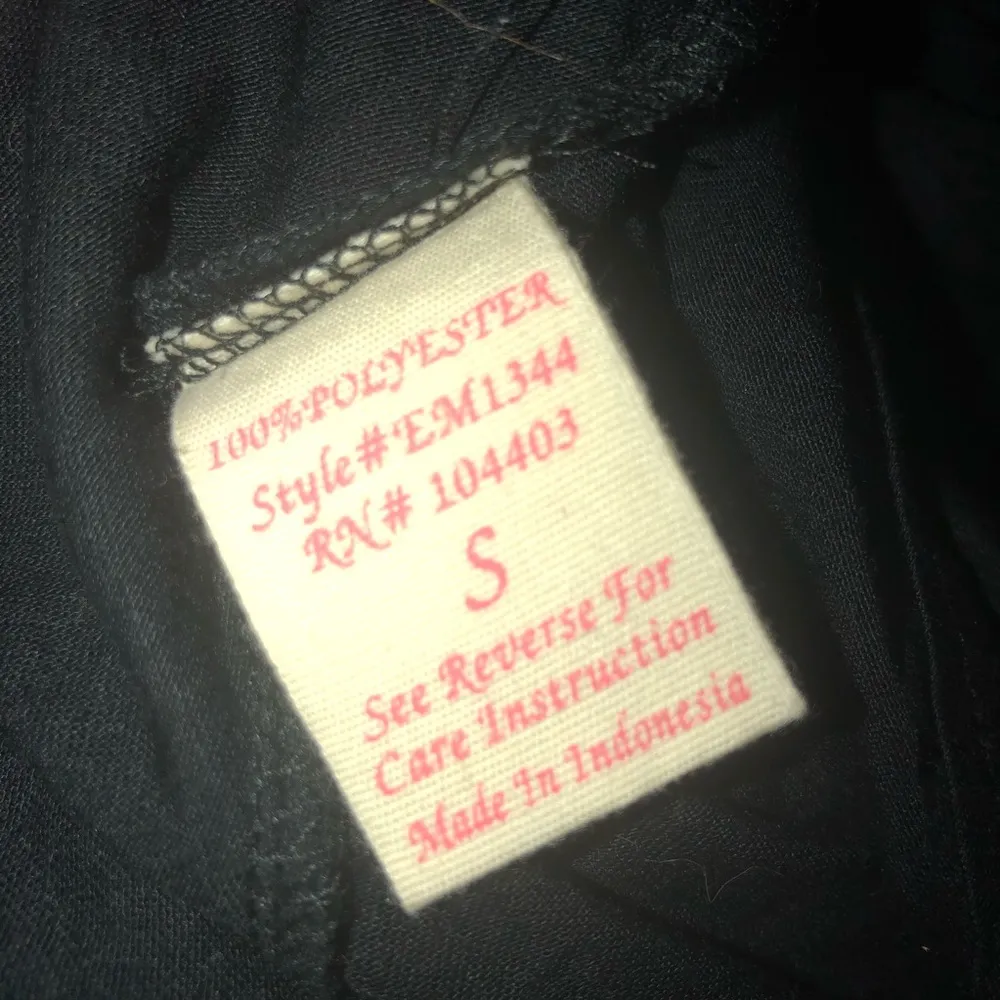 100% POLYESTER
Style# EM1344
RN# 104403
S
See Reverse For
Care Instruction
Made In Indonesia